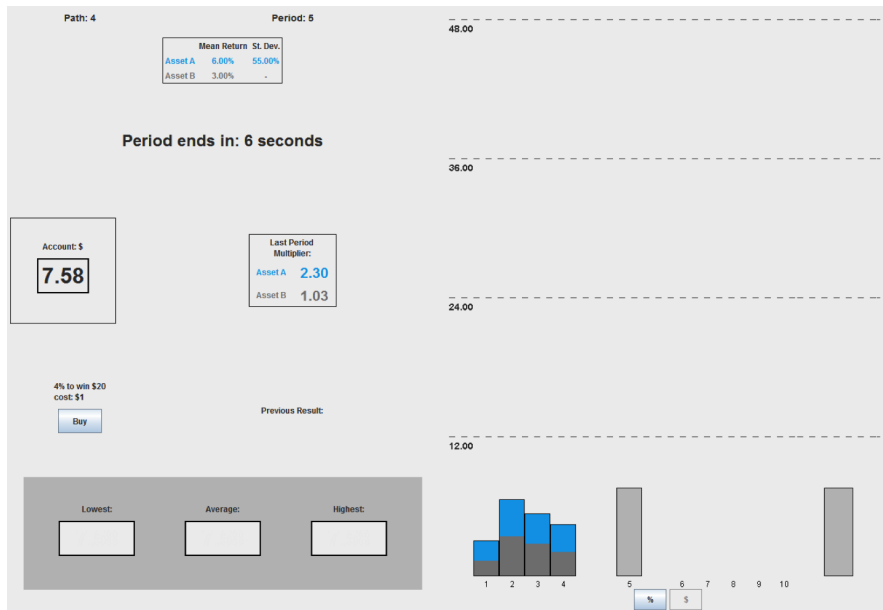 Path: 4
Period: 5
Mean Return St. Dev.
Asset A 6.00% 55.00%
Asset B 3.00% -
Period ends in: 6 seconds
Account: $
7.58
Last Period
Multiplier:
Asset A 2.30
Asset B 1.03
4% to win $20
cost: $1
Buy
Previous Result:
Lowest:
Average:
Highest:
48.00
36.00
24.00
12.00
1 2 3 4 5 6 7 8 9 10
% $